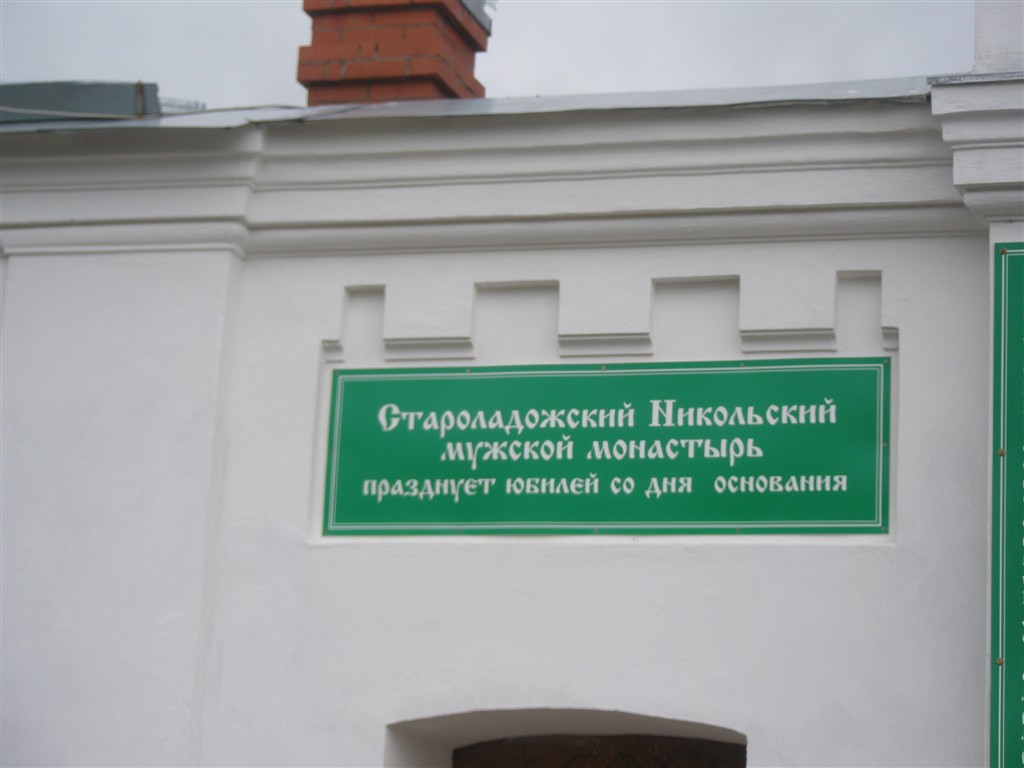 Староладожский Никольский
мужской монастырь
празднует юбилей со дня основания